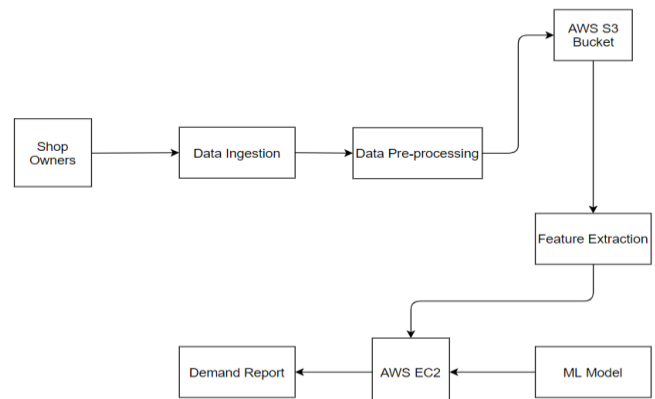 AWS S3
Bucket
Shop
Owners
Data Ingestion
Data Pre-processing
Feature Extraction
Demand Report
AWS EC2
ML Model